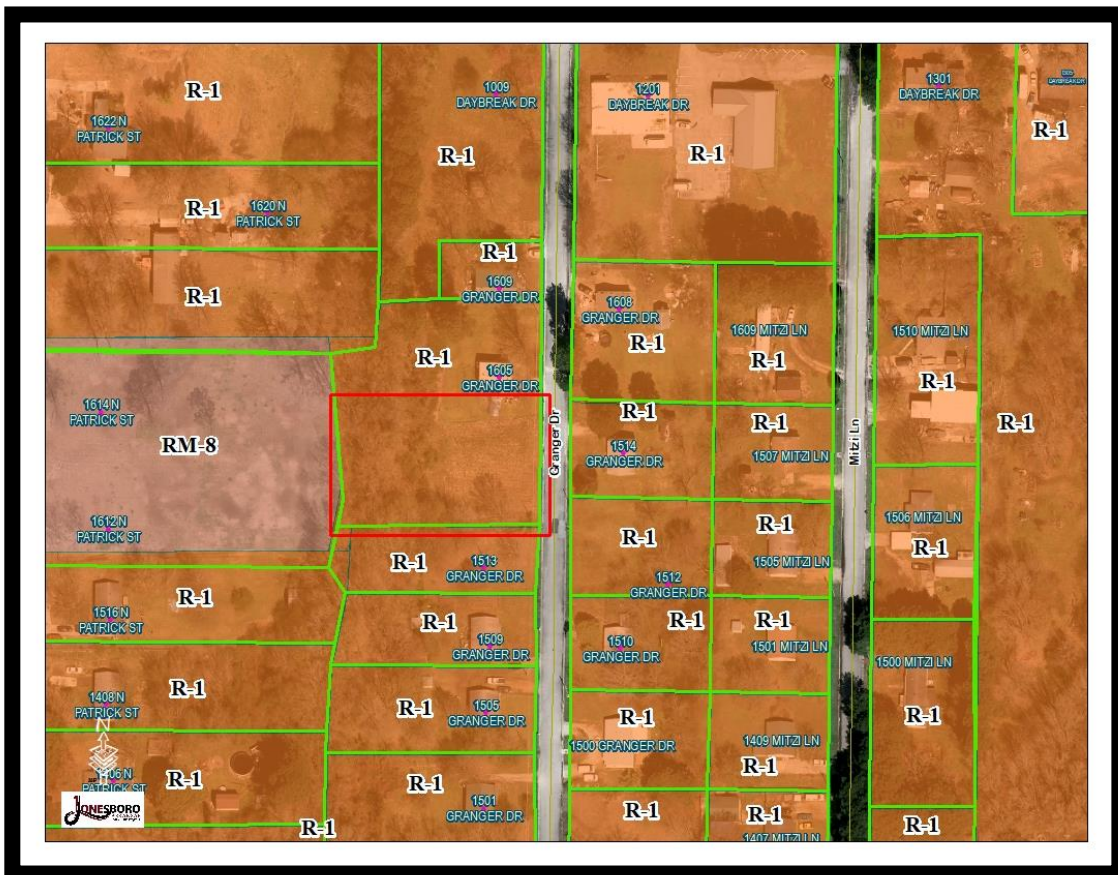 R-1
1622 N
PATRICK ST
1009
DAYBREAK DR
R-1
1201
DAYBREAK DR
R-1
1301
DAYBREAK DR
DAYBREAK DR
R-1
R-1
1620 N
PATRICK ST
R-1
R-1
1609
GRANGER DR
1608
GRANGER DR
R-1
1609 MITZI LN
R-1
1510 MITZI LN
R-1
R-1
R-1
1605
GRANGER DR
1614 N
PATRICK ST
RM-8
1612 N
PATRICK ST
Granger Dr
R-1
1514
GRANGER DR
R-1
1507 MITZI LN
Mitzi Ln
1506 MITZI LN
R-1
R-1
1513
GRANGER DR
R-1
1512
GRANGER DR
R-1
1505 MITZI LN
R-1
1516 N
PATRICK ST
R-1
1509
GRANGER DR
R-1
1510
GRANGER DR
1501 MITZI LN
1500 MITZI LN
R-1
R-1
1408 N
PATRICK ST
R-1
1505
GRANGER DR
R-1
1500 GRANGER DR
1409 MITZI LN
R-1
N
R-1
1406 N
PATRICK ST
JONESBORO
R-1
1501
GRANGER DR
R-1
R-1
R-1
1407 MITZI LN
R-1